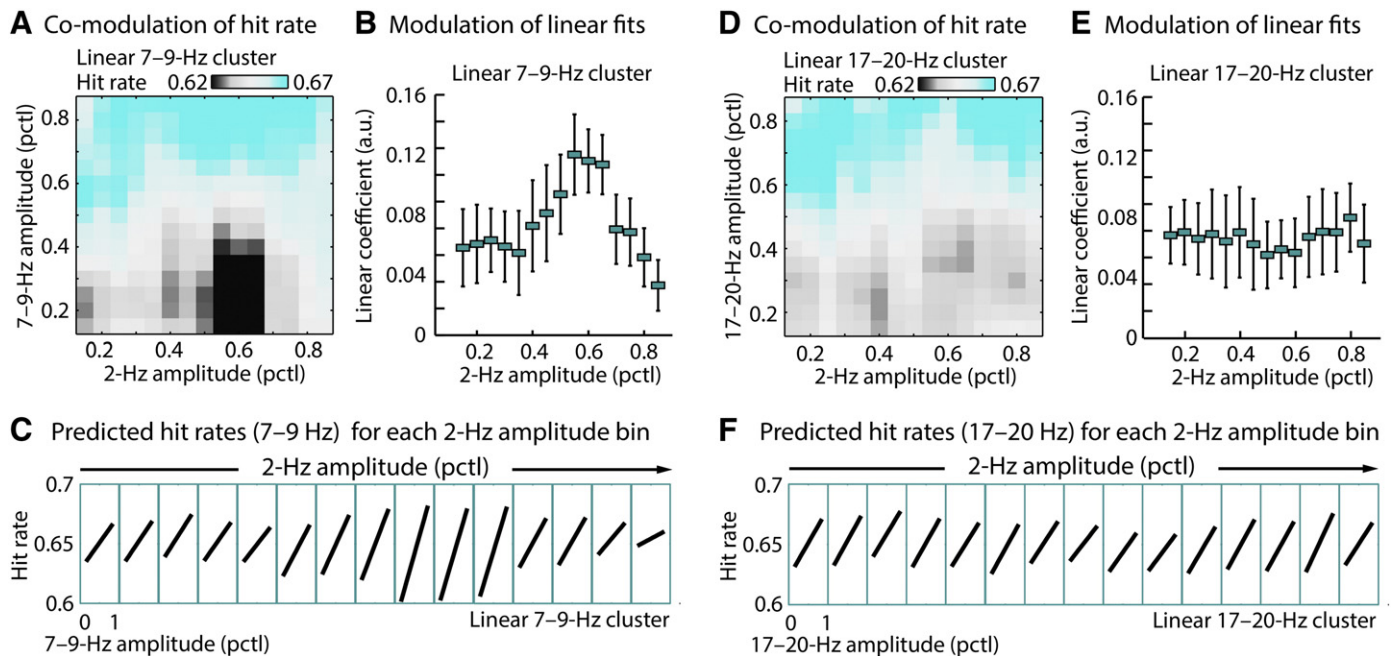 A Co-modulation of hit rate
Linear 7–9-Hz cluster
Hit rate 0.62 0.67
7–9-Hz amplitude (pctl)
0.8
0.6
0.4
0.2
0.2 0.4 0.6 0.8
2-Hz amplitude (pctl)
B Modulation of linear fits
Linear 7–9-Hz cluster
Linear coefficient (a.u.)
0.16
0.12
0.08
0.04
0
0.2 0.4 0.6 0.8
2-Hz amplitude (pctl)
D Co-modulation of hit rate
Linear 17–20-Hz cluster
Hit rate 0.62 0.67
17–20-Hz amplitude (pctl)
0.8
0.6
0.4
0.2
0.2 0.4 0.6 0.8
2-Hz amplitude (pctl)
E Modulation of linear fits
Linear 17–20-Hz cluster
Linear coefficient (a.u.)
0.16
0.12
0.08
0.04
0
0.2 0.4 0.6 0.8
2-Hz amplitude (pctl)
C Predicted hit rates (7–9 Hz) for each 2-Hz amplitude bin
2-Hz amplitude (pctl)
Hit rate
0.7
0.65
0.6
0 1
Linear 7–9-Hz cluster
7–9-Hz amplitude (pctl)
F Predicted hit rates (17–20 Hz) for each 2-Hz amplitude bin
2-Hz amplitude (pctl)
Hit rate
0.7
0.65
0.6
0 1
Linear 17–20-Hz cluster
17–20-Hz amplitude (pctl)